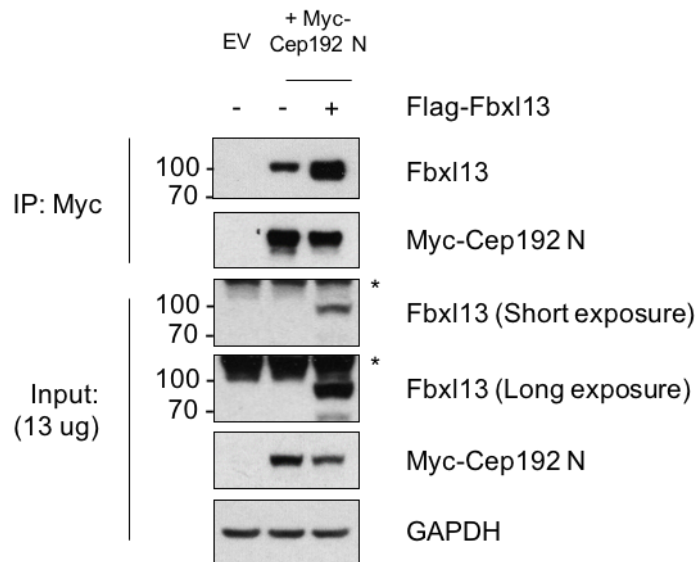 EV
+ Myc-
Cep192 N
- - + Flag-Fbxl13
IP: Myc
100
70
Fbxl13
Myc-Cep192 N
Input:
(13 ug)
*
100
70
Fbxl13 (Short exposure)
*
100
70
Fbxl13 (Long exposure)
Myc-Cep192 N
GAPDH